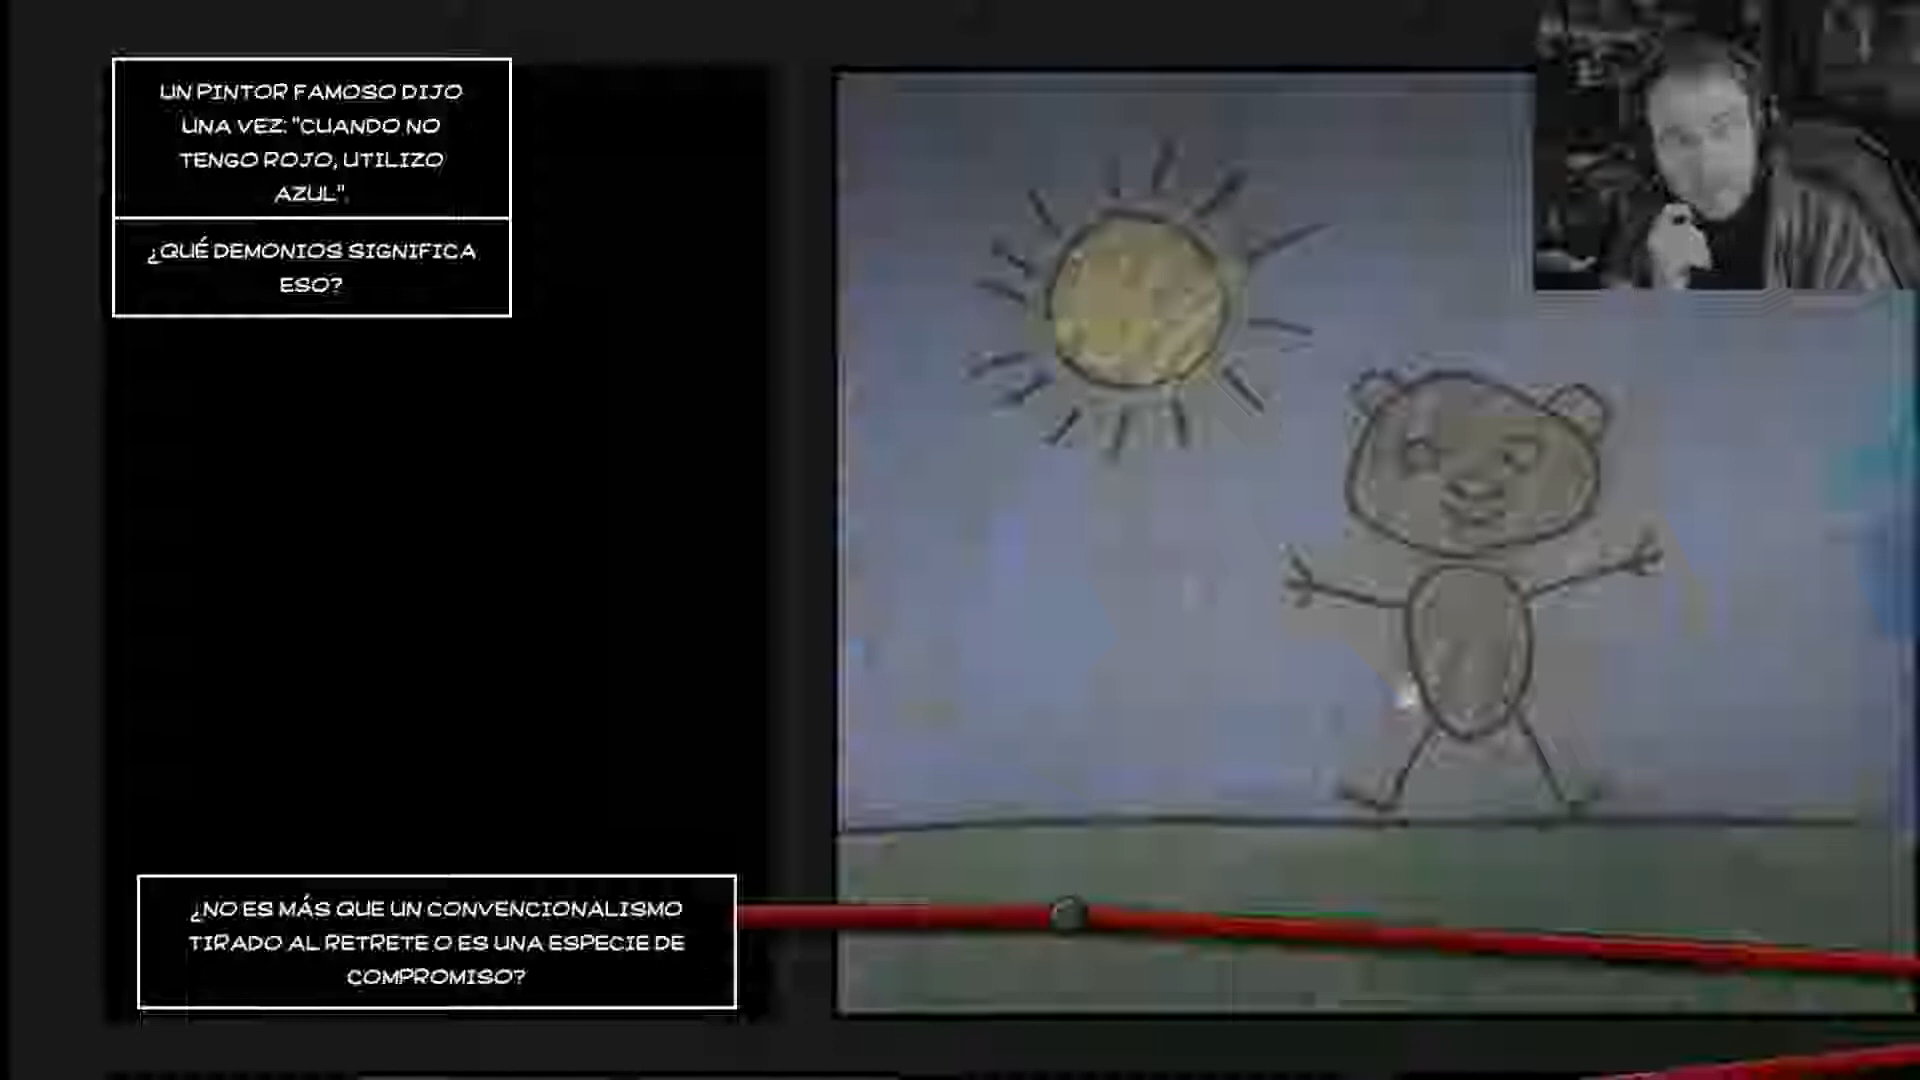 UN PINTOR FAMOSO DIJO
UNA VEZ: "CUANDO NO
TENGO ROJO, UTILIZO
AZUL".
¿QUÉ DEMONIOS SIGNIFICA
ESO?
¿NO ES MÁS QUE UN CONVENCIONALISMO
TIRADO AL RETRETE O ES UNA ESPECIE DE
COMPROMISO?